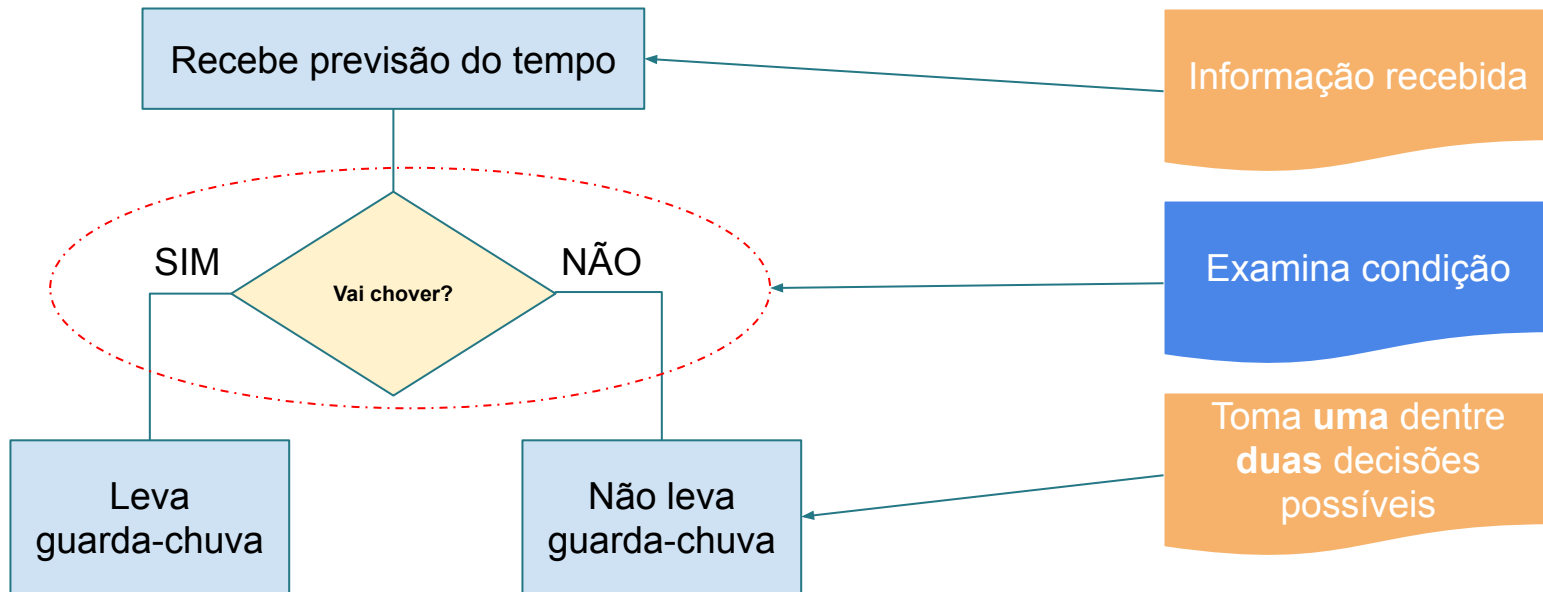 Recebe previsão do tempo
Informação recebida
SIM
NÃO
Vai chover?
Examina condição
Leva
guarda-chuva
Não leva
guarda-chuva
Toma uma dentre
duas decisões
possíveis